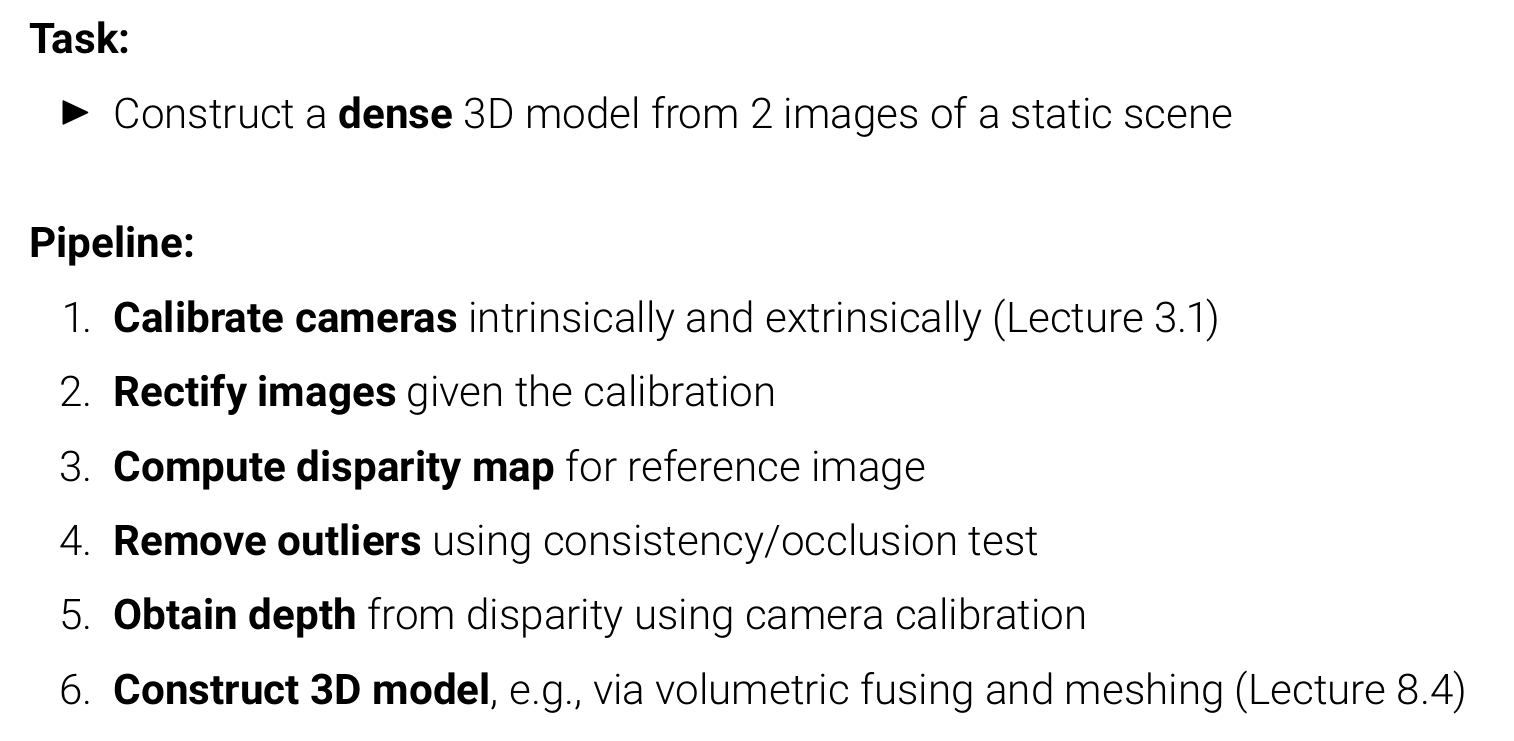 Task:
► Construct a dense 3D model from 2 images of a static scene
Pipeline:
1. Calibrate cameras intrinsically and extrinsically (Lecture 3.1)
2. Rectify images given the calibration
3. Compute disparity map for reference image
4. Remove outliers using consistency/occlusion test
5. Obtain depth from disparity using camera calibration
6. Construct 3D model, e.g., via volumetric fusing and meshing (Lecture 8.4)